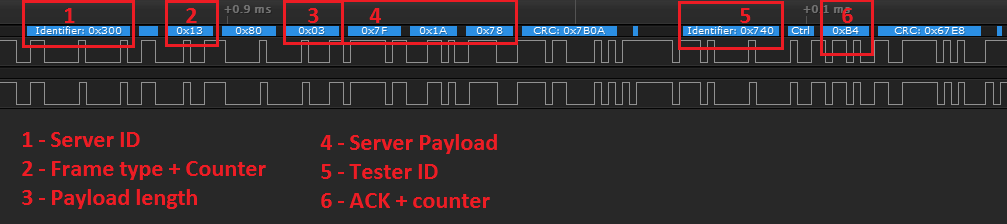 1 2 3 4 5 6
+0.9 ms +0.1 ms
Identifier: 0x300 0x13 0x80 0x03 0x7F 0x1A 0x78 CRC: 0x7B0A Identifier: 0x740 Ctrl 0xB4 CRC: 0x67E8
1 - Server ID
2 - Frame type + Counter
3 - Payload length
4 - Server Payload
5 - Tester ID
6 - ACK + counter